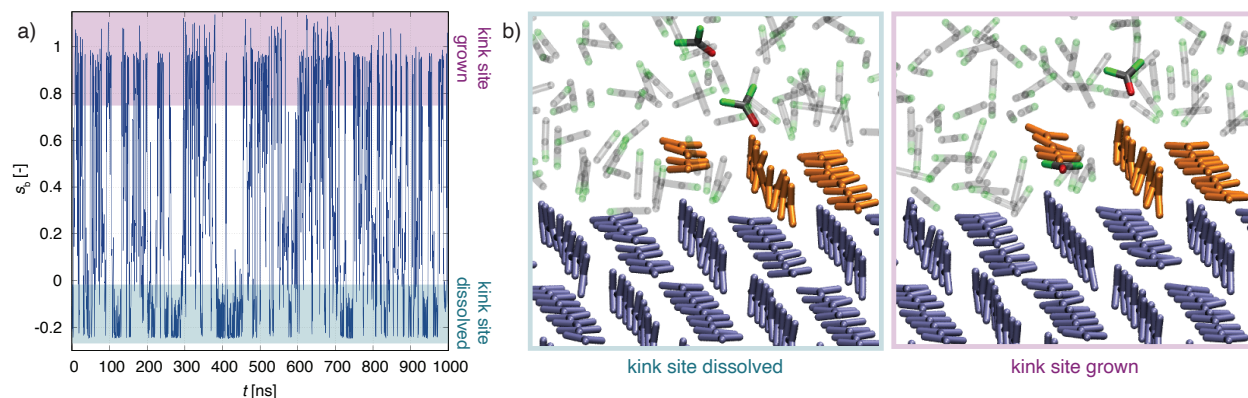 a)
1
0.8
0.6
0.4
0.2
0
-0.2
s_b [-]
0 100 200 300 400 500 600 700 800 900 1000
t [ns]
kink site
grown
kink site
dissolved
b)
kink site dissolved
kink site grown